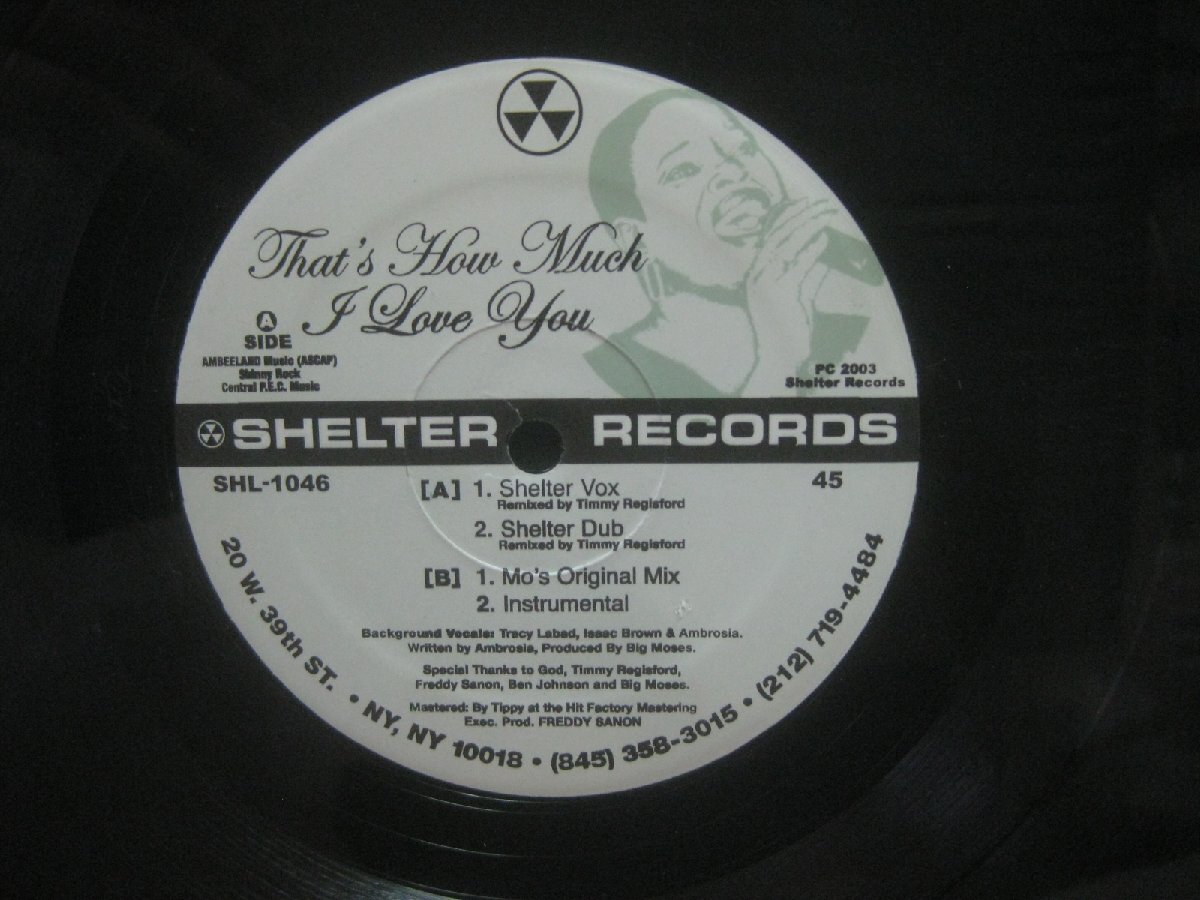 That's How Much
I Love You
A
SIDE
AMBEELAND Music (ASCAP)
Skinny Rock
Central P.E.C. Music
PC 2003
Shelter Records
SHELTER RECORDS
SHL-1046
45
[A] 1. Shelter Vox
Remixed by Timmy Regisford
2. Shelter Dub
Remixed by Timmy Regisford
[B] 1. Mo's Original Mix
2. Instrumental
Background Vocals: Tracy Labad, Isaac Brown & Ambrosia.
Written by Ambrosia, Produced By Big Moses.
Special Thanks to God, Timmy Regisford,
Freddy Sanon, Ben Johnson and Big Moses.
Mastered: By Tippy at the Hit Factory Mastering
Exec. Prod. FREDDY SANON
20 W. 39th ST. • NY, NY 10018 • (845) 358-3015 • (212) 719-4484